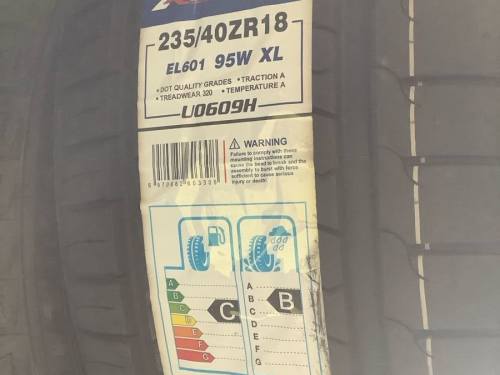 235/40ZR18
EL601 95W XL
• DOT QUALITY GRADES • TRACTION A
• TREADWEAR 320 • TEMPERATURE A
U0609H
WARNING
Failure to comply with these
mounting instructions can
cause the bead to break and the
assembly to burst with force
sufficient to cause serious
injury or death.
A
B
C
D
E
F
G
C
A
B
C
D
E
F
G
B